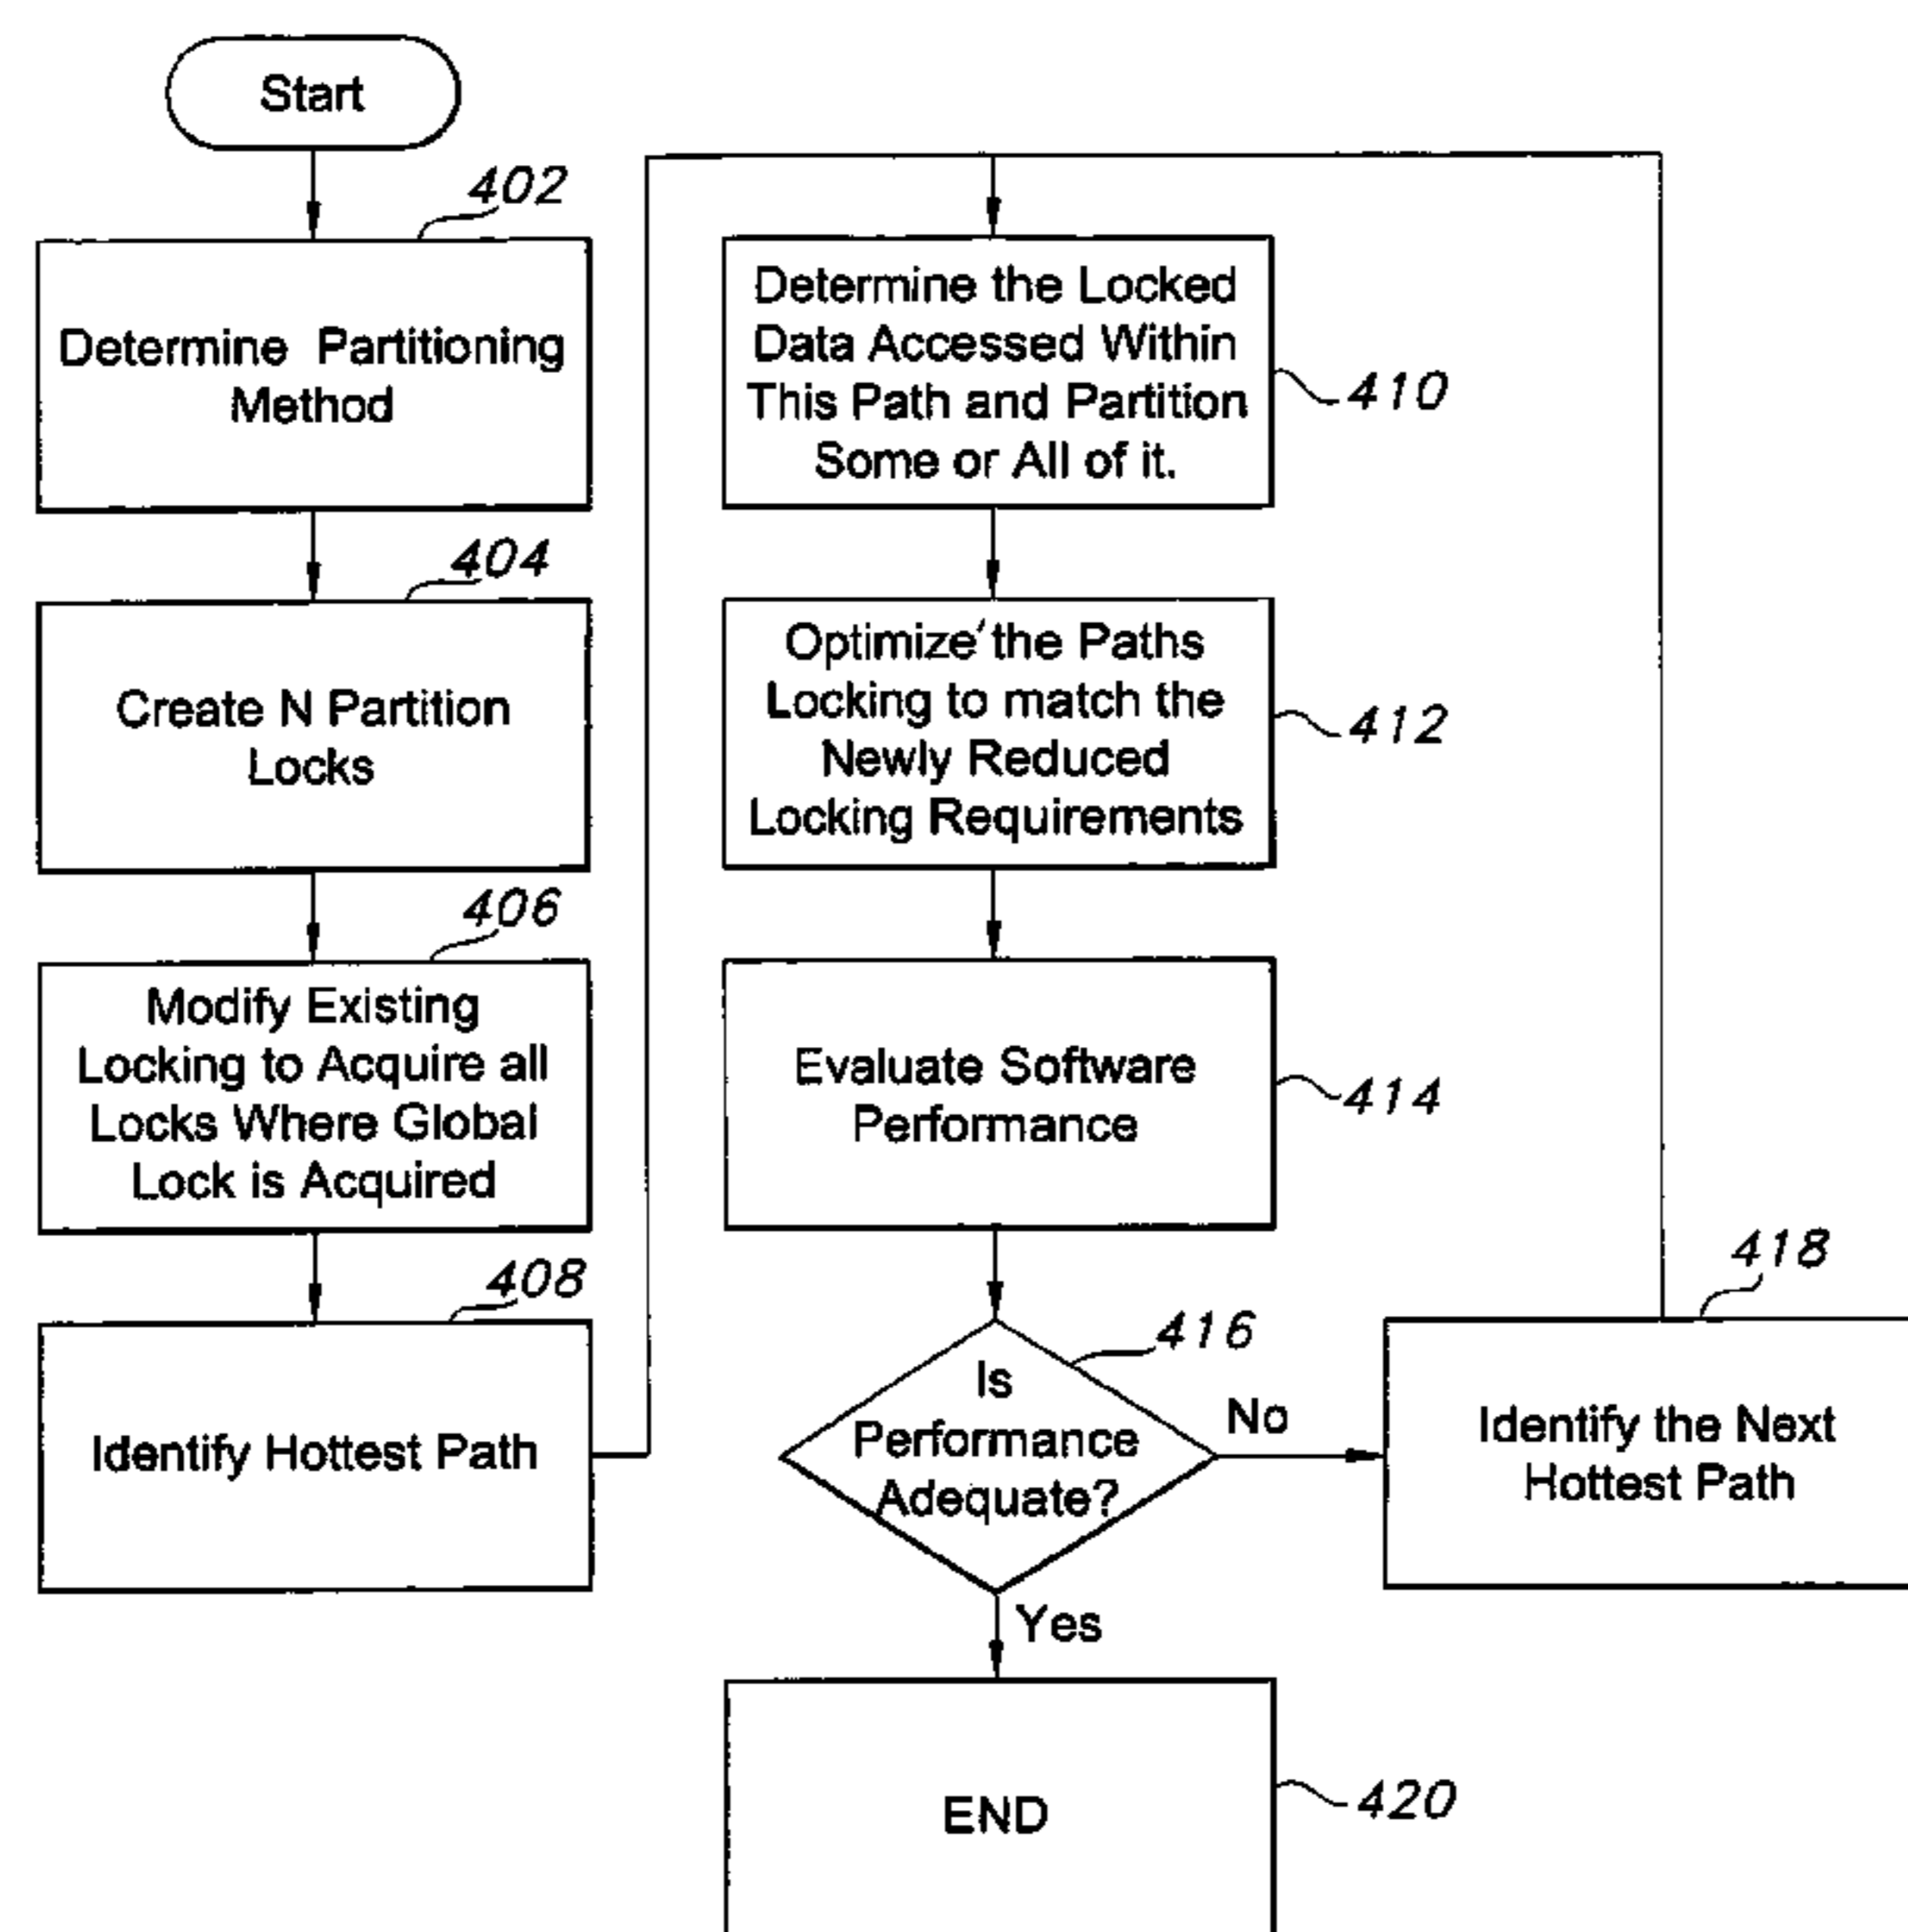 Start
402
Determine Partitioning
Method
404
Create N Partition
Locks
406
Modify Existing
Locking to Acquire all
Locks Where Global
Lock is Acquired
408
Identify Hottest Path
Determine the Locked
Data Accessed Within
This Path and Partition
Some or All of it.
410
Optimize the Paths
Locking to match the
Newly Reduced
Locking Requirements
412
Evaluate Software
Performance
414
Is
Performance
Adequate?
416
No
Identify the Next
Hottest Path
418
Yes
END
420